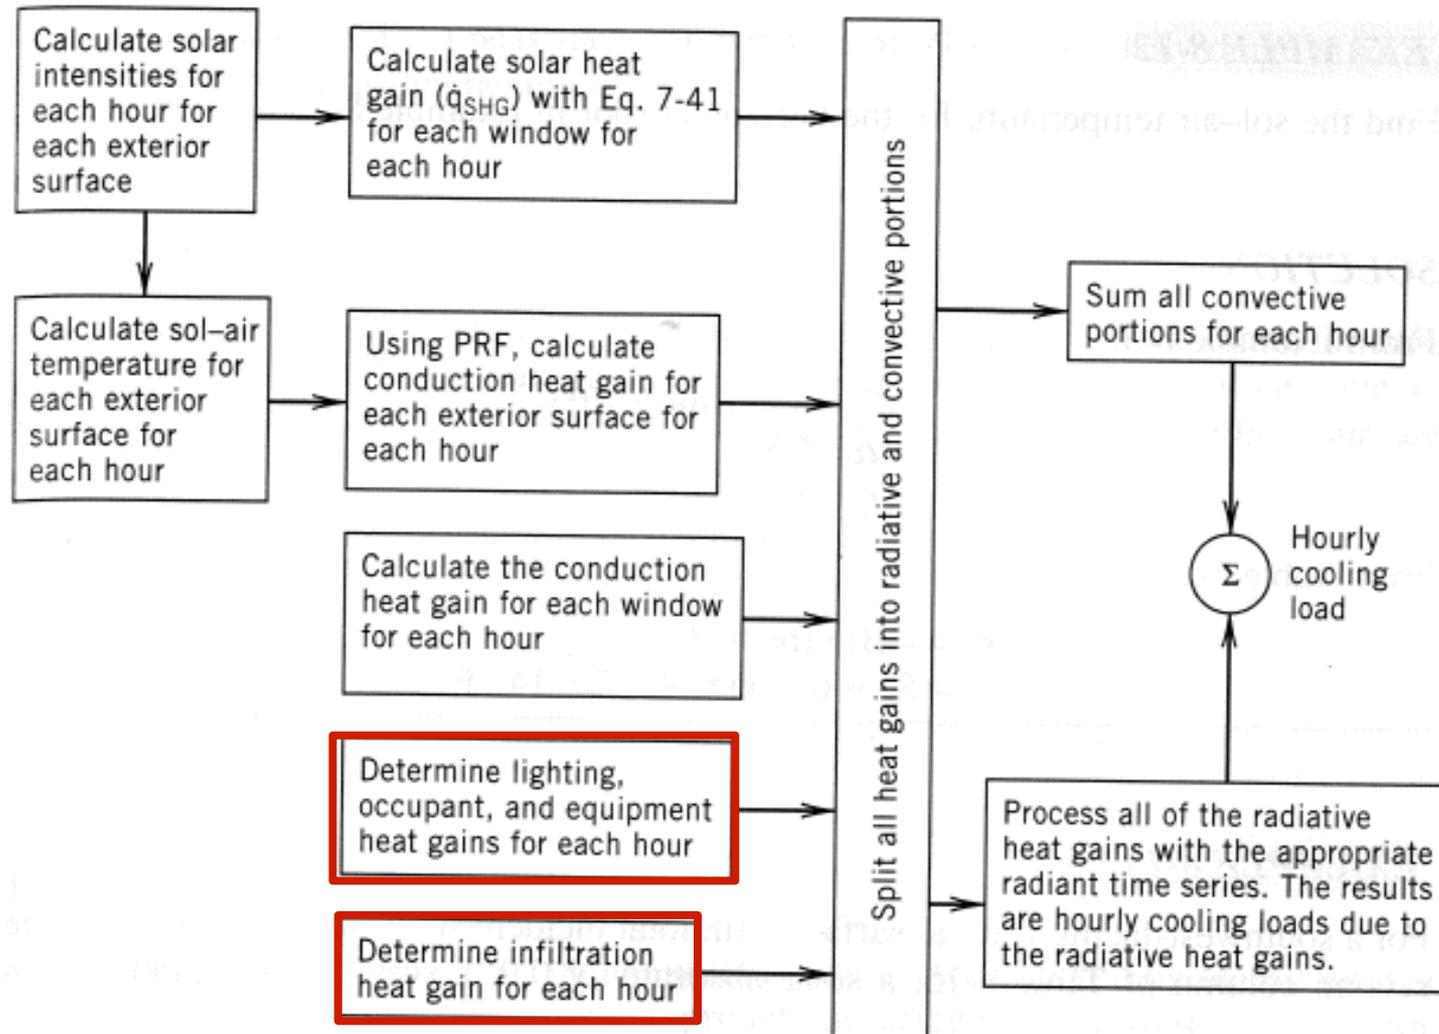 Calculate solar
intensities for
each hour for
each exterior
surface
Calculate solar heat
gain (q̇SHG) with Eq. 7-41
for each window for
each hour
Calculate sol–air
temperature for
each exterior
surface for
each hour
Using PRF, calculate
conduction heat gain for
each exterior surface for
each hour
Calculate the conduction
heat gain for each window
for each hour
Determine lighting,
occupant, and equipment
heat gains for each hour
Determine infiltration
heat gain for each hour
Split all heat gains into radiative and convective portions
Sum all convective
portions for each hour
Σ
Hourly
cooling
load
Process all of the radiative
heat gains with the appropriate
radiant time series. The results
are hourly cooling loads due to
the radiative heat gains.